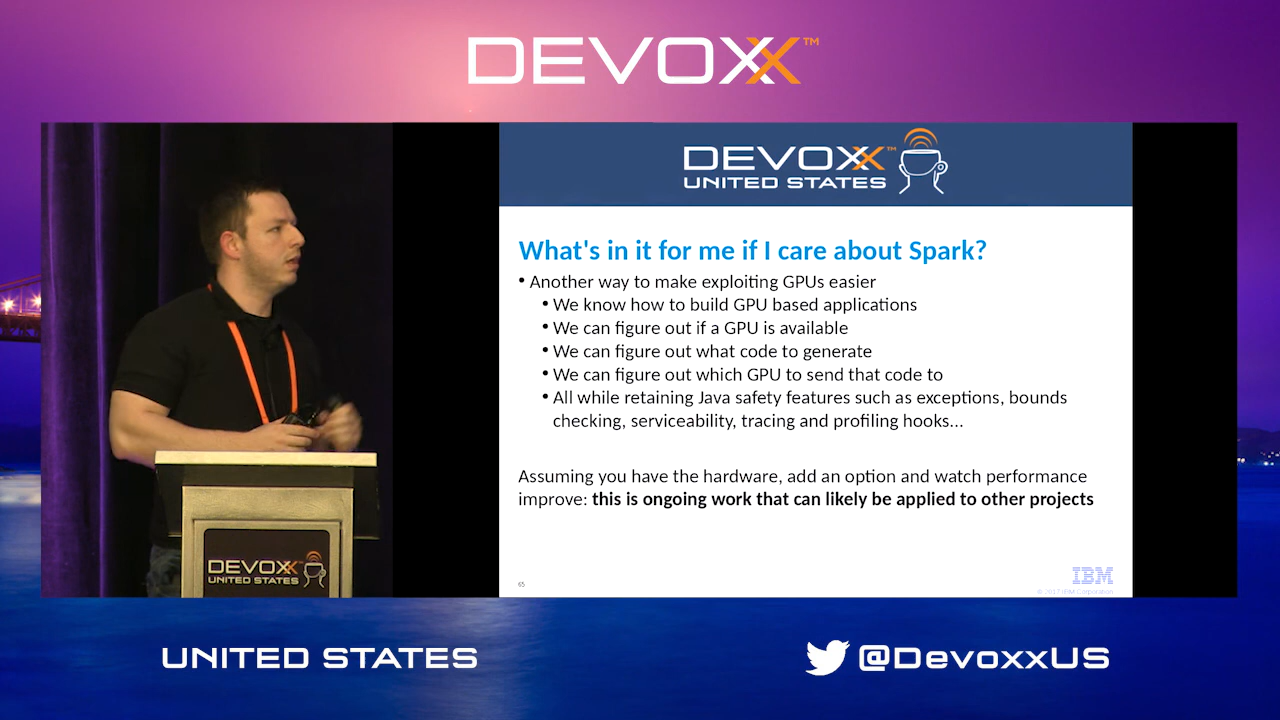 DEVOXX™
DEVOXX™
UNITED STATES
What's in it for me if I care about Spark?
• Another way to make exploiting GPUs easier
• We know how to build GPU based applications
• We can figure out if a GPU is available
• We can figure out what code to generate
• We can figure out which GPU to send that code to
• All while retaining Java safety features such as exceptions, bounds
checking, serviceability, tracing and profiling hooks...
Assuming you have the hardware, add an option and watch performance
improve: this is ongoing work that can likely be applied to other projects
65
IBM
© 2017 IBM Corporation
DEVOXX
UNITED STATES
UNITED STATES
@DevoxxUS